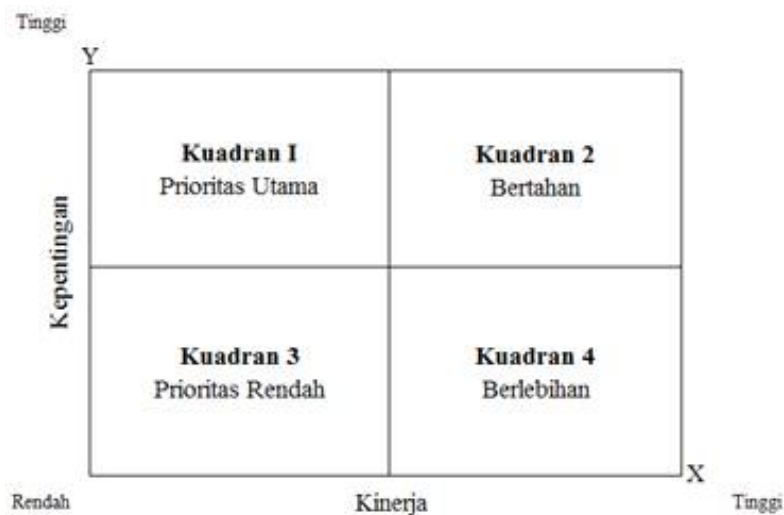 Tinggi
Y
Kuadran I
Prioritas Utama
Kuadran 2
Bertahan
Kepentingan
Kuadran 3
Prioritas Rendah
Kuadran 4
Berlebihan
X
Rendah
Kinerja
Tinggi